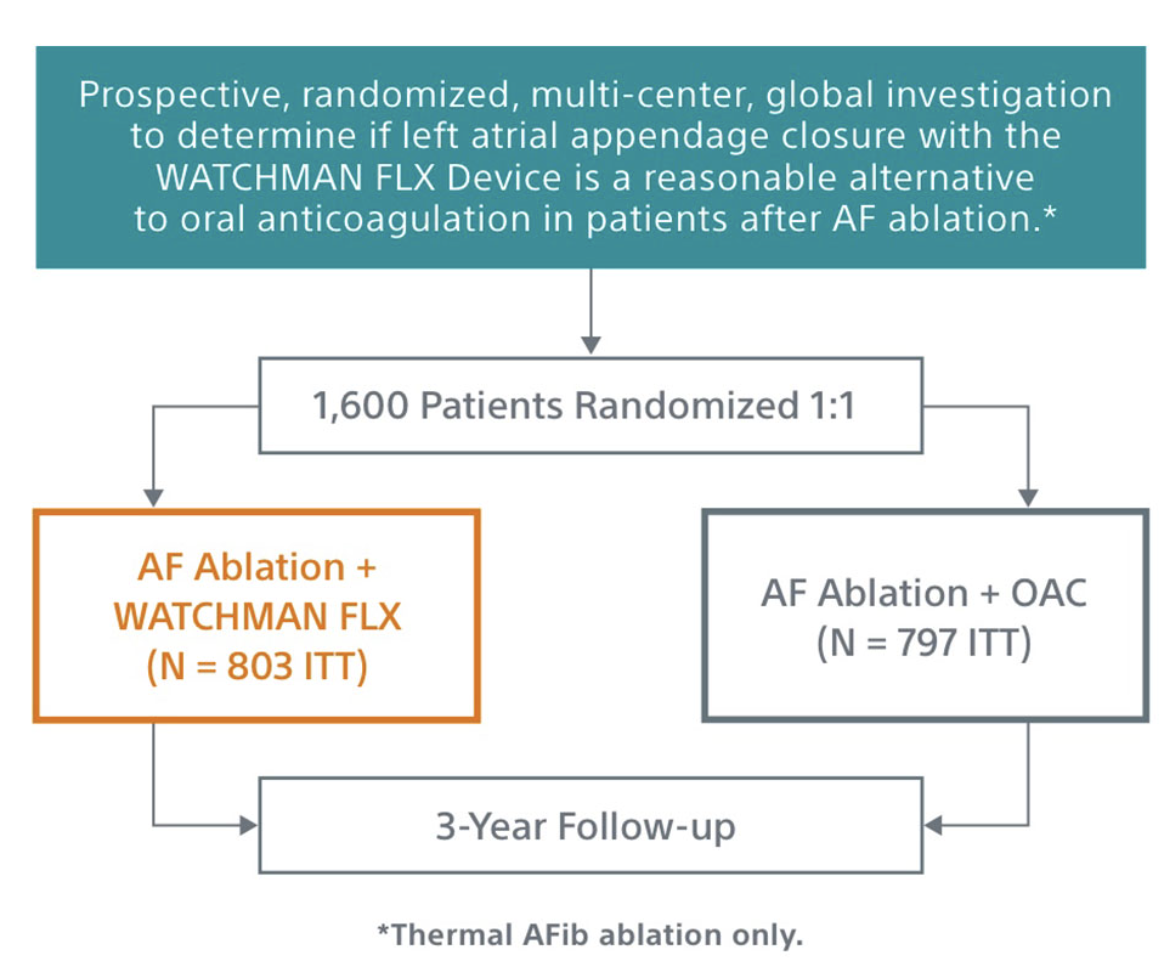 Prospective, randomized, multi-center, global investigation
to determine if left atrial appendage closure with the
WATCHMAN FLX Device is a reasonable alternative
to oral anticoagulation in patients after AF ablation.*
1,600 Patients Randomized 1:1
AF Ablation +
WATCHMAN FLX
(N = 803 ITT)
AF Ablation + OAC
(N = 797 ITT)
3-Year Follow-up
*Thermal AFib ablation only.